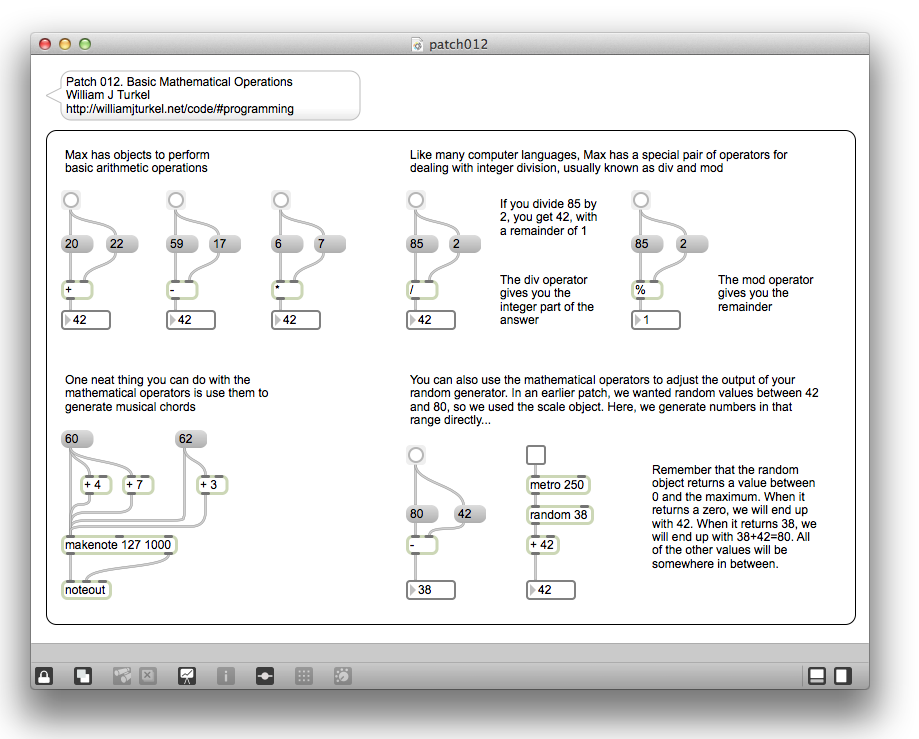 patch012
Patch 012. Basic Mathematical Operations
William J Turkel
http://williamjturkel.net/code/#programming
Max has objects to perform
basic arithmetic operations
20 22
+
42
59 17
-
42
6 7
*
42
Like many computer languages, Max has a special pair of operators for
dealing with integer division, usually known as div and mod
85 2
/
42
If you divide 85 by
2, you get 42, with
a remainder of 1
The div operator
gives you the
integer part of the
answer
85 2
%
1
The mod operator
gives you the
remainder
One neat thing you can do with the
mathematical operators is use them to
generate musical chords
60 62
+ 4 + 7 + 3
makenote 127 1000
noteout
You can also use the mathematical operators to adjust the output of your
random generator. In an earlier patch, we wanted random values between 42
and 80, so we used the scale object. Here, we generate numbers in that
range directly...
80 42
-
38
metro 250
random 38
+ 42
42
Remember that the random
object returns a value between
0 and the maximum. When it
returns a zero, we will end up
with 42. When it returns 38, we
will end up with 38+42=80. All
of the other values will be
somewhere in between.